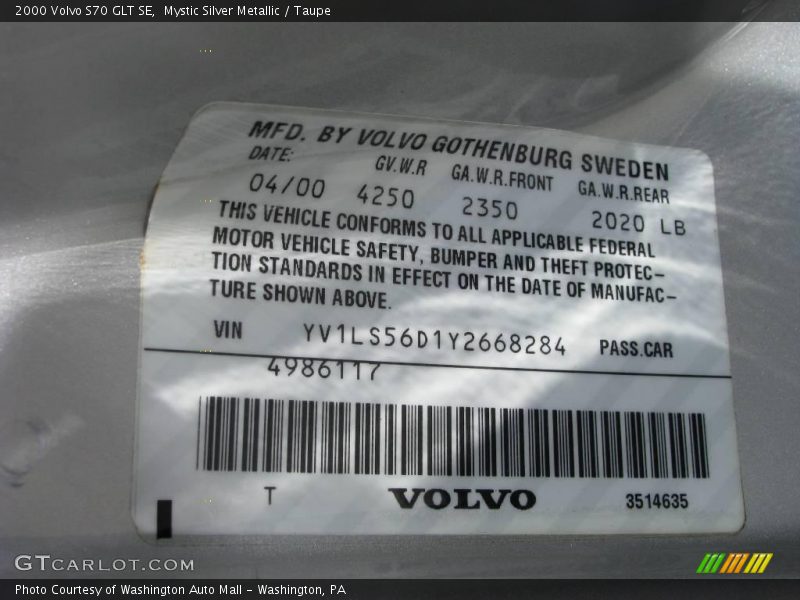 2000 Volvo S70 GLT SE,  Mystic Silver Metallic / Taupe
MFD. BY VOLVO GOTHENBURG SWEDEN
DATE: GV.W.R GA.W.R.FRONT GA.W.R.REAR
04/00 4250 2350 2020 LB
THIS VEHICLE CONFORMS TO ALL APPLICABLE FEDERAL
MOTOR VEHICLE SAFETY, BUMPER AND THEFT PROTEC-
TION STANDARDS IN EFFECT ON THE DATE OF MANUFAC-
TURE SHOWN ABOVE.
VIN YV1LS56D1Y2668284 PASS.CAR
4986117
T VOLVO 3514635
GTCARLOT.COM
Photo Courtesy of Washington Auto Mall - Washington, PA